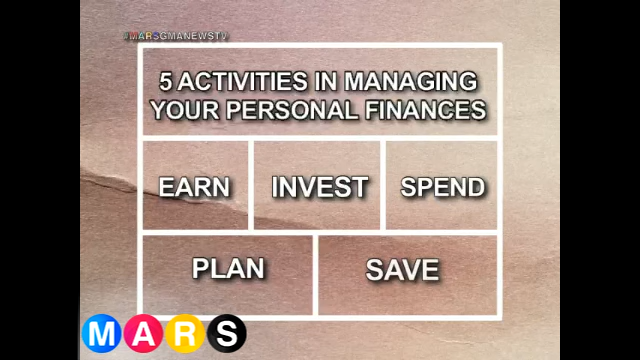 #MARSGMANEWSTV
5 ACTIVITIES IN MANAGING
YOUR PERSONAL FINANCES
EARN INVEST SPEND
PLAN SAVE
MARS